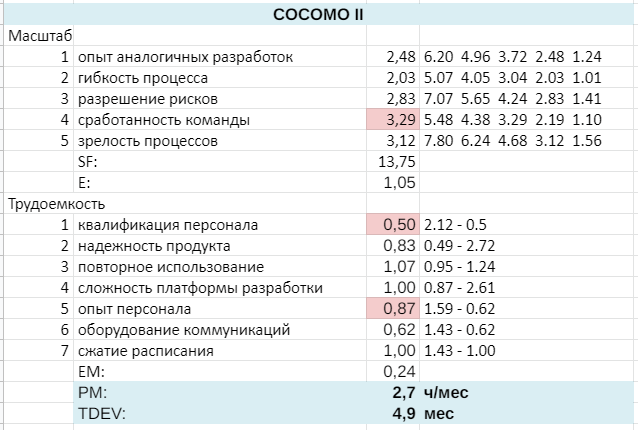 COCOMO II
Масштаб
1 опыт аналогичных разработок 2,48 6.20 4.96 3.72 2.48 1.24
2 гибкость процесса 2,03 5.07 4.05 3.04 2.03 1.01
3 разрешение рисков 2,83 7.07 5.65 4.24 2.83 1.41
4 сработанность команды 3,29 5.48 4.38 3.29 2.19 1.10
5 зрелость процессов 3,12 7.80 6.24 4.68 3.12 1.56
SF: 13,75
E: 1,05
Трудоемкость
1 квалификация персонала 0,50 2.12 - 0.5
2 надежность продукта 0,83 0.49 - 2.72
3 повторное использование 1,07 0.95 - 1.24
4 сложность платформы разработки 1,00 0.87 - 2.61
5 опыт персонала 0,87 1.59 - 0.62
6 оборудование коммуникаций 0,62 1.43 - 0.62
7 сжатие расписания 1,00 1.43 - 1.00
EM: 0,24
PM: 2,7 ч/мес
TDEV: 4,9 мес